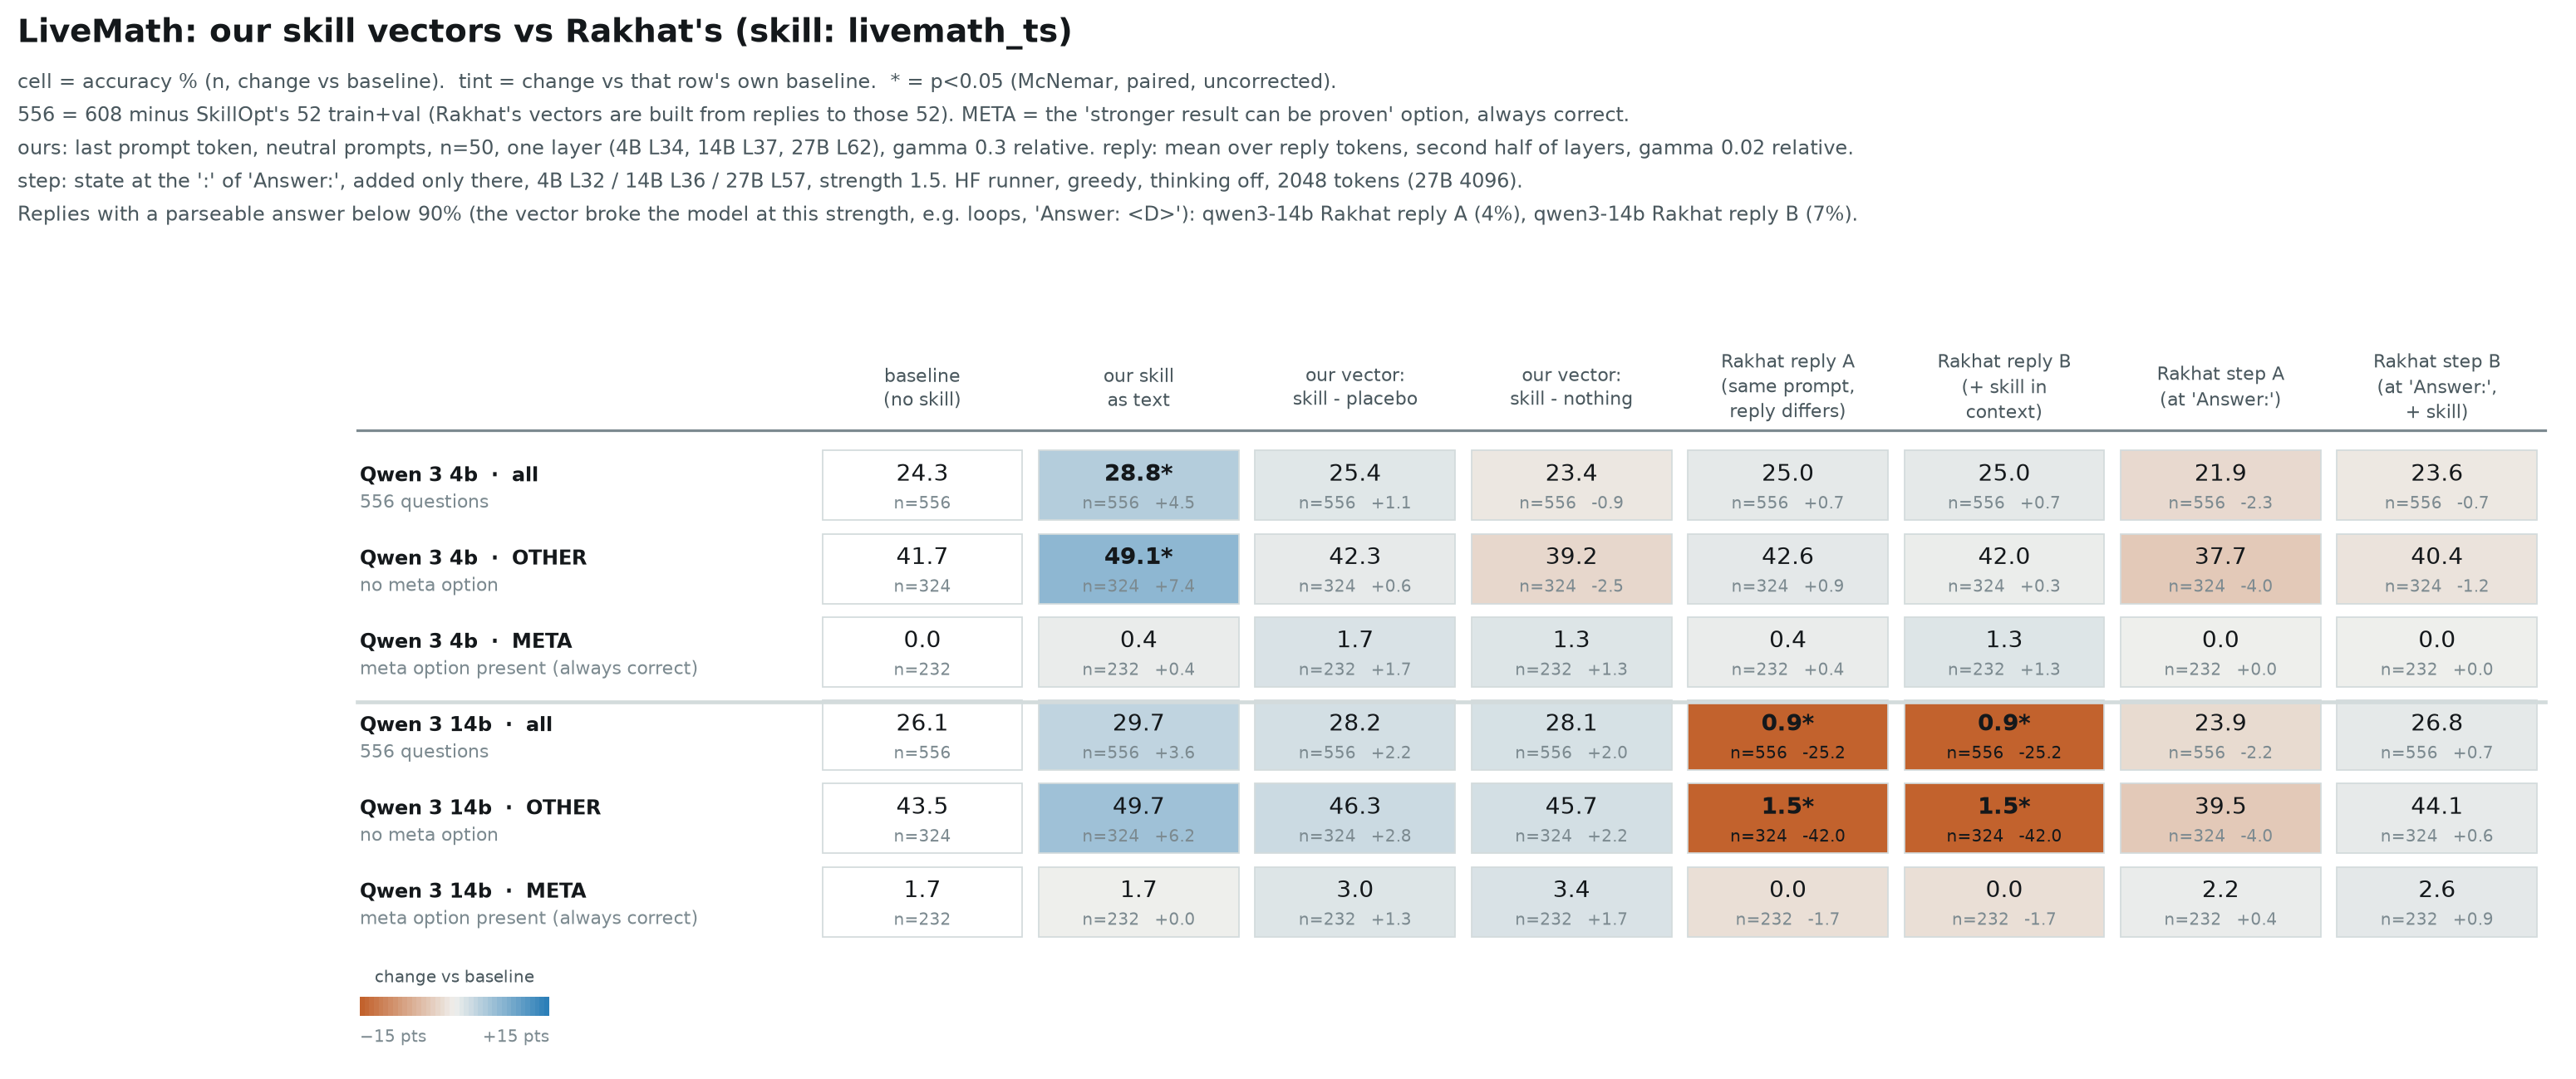 LiveMath: our skill vectors vs Rakhat's (skill: livemath_ts)
cell = accuracy % (n, change vs baseline).  tint = change vs that row's own baseline.  * = p<0.05 (McNemar, paired, uncorrected).
556 = 608 minus SkillOpt's 52 train+val (Rakhat's vectors are built from replies to those 52). META = the 'stronger result can be proven' option, always correct.
ours: last prompt token, neutral prompts, n=50, one layer (4B L34, 14B L37, 27B L62), gamma 0.3 relative. reply: mean over reply tokens, second half of layers, gamma 0.02 relative.
step: state at the ':' of 'Answer:', added only there, 4B L32 / 14B L36 / 27B L57, strength 1.5. HF runner, greedy, thinking off, 2048 tokens (27B 4096).
Replies with a parseable answer below 90% (the vector broke the model at this strength, e.g. loops, 'Answer: <D>'): qwen3-14b Rakhat reply A (4%), qwen3-14b Rakhat reply B (7%).
baseline
(no skill)
our skill
as text
our vector:
skill - placebo
our vector:
skill - nothing
Rakhat reply A
(same prompt,
reply differs)
Rakhat reply B
(+ skill in
context)
Rakhat step A
(at 'Answer:')
Rakhat step B
(at 'Answer:',
+ skill)
Qwen 3 4b · all
556 questions
24.3
n=556
28.8*
n=556 +4.5
25.4
n=556 +1.1
23.4
n=556 -0.9
25.0
n=556 +0.7
25.0
n=556 +0.7
21.9
n=556 -2.3
23.6
n=556 -0.7
Qwen 3 4b · OTHER
no meta option
41.7
n=324
49.1*
n=324 +7.4
42.3
n=324 +0.6
39.2
n=324 -2.5
42.6
n=324 +0.9
42.0
n=324 +0.3
37.7
n=324 -4.0
40.4
n=324 -1.2
Qwen 3 4b · META
meta option present (always correct)
0.0
n=232
0.4
n=232 +0.4
1.7
n=232 +1.7
1.3
n=232 +1.3
0.4
n=232 +0.4
1.3
n=232 +1.3
0.0
n=232 +0.0
0.0
n=232 +0.0
Qwen 3 14b · all
556 questions
26.1
n=556
29.7
n=556 +3.6
28.2
n=556 +2.2
28.1
n=556 +2.0
0.9*
n=556 -25.2
0.9*
n=556 -25.2
23.9
n=556 -2.2
26.8
n=556 +0.7
Qwen 3 14b · OTHER
no meta option
43.5
n=324
49.7
n=324 +6.2
46.3
n=324 +2.8
45.7
n=324 +2.2
1.5*
n=324 -42.0
1.5*
n=324 -42.0
39.5
n=324 -4.0
44.1
n=324 +0.6
Qwen 3 14b · META
meta option present (always correct)
1.7
n=232
1.7
n=232 +0.0
3.0
n=232 +1.3
3.4
n=232 +1.7
0.0
n=232 -1.7
0.0
n=232 -1.7
2.2
n=232 +0.4
2.6
n=232 +0.9
change vs baseline
−15 pts
+15 pts